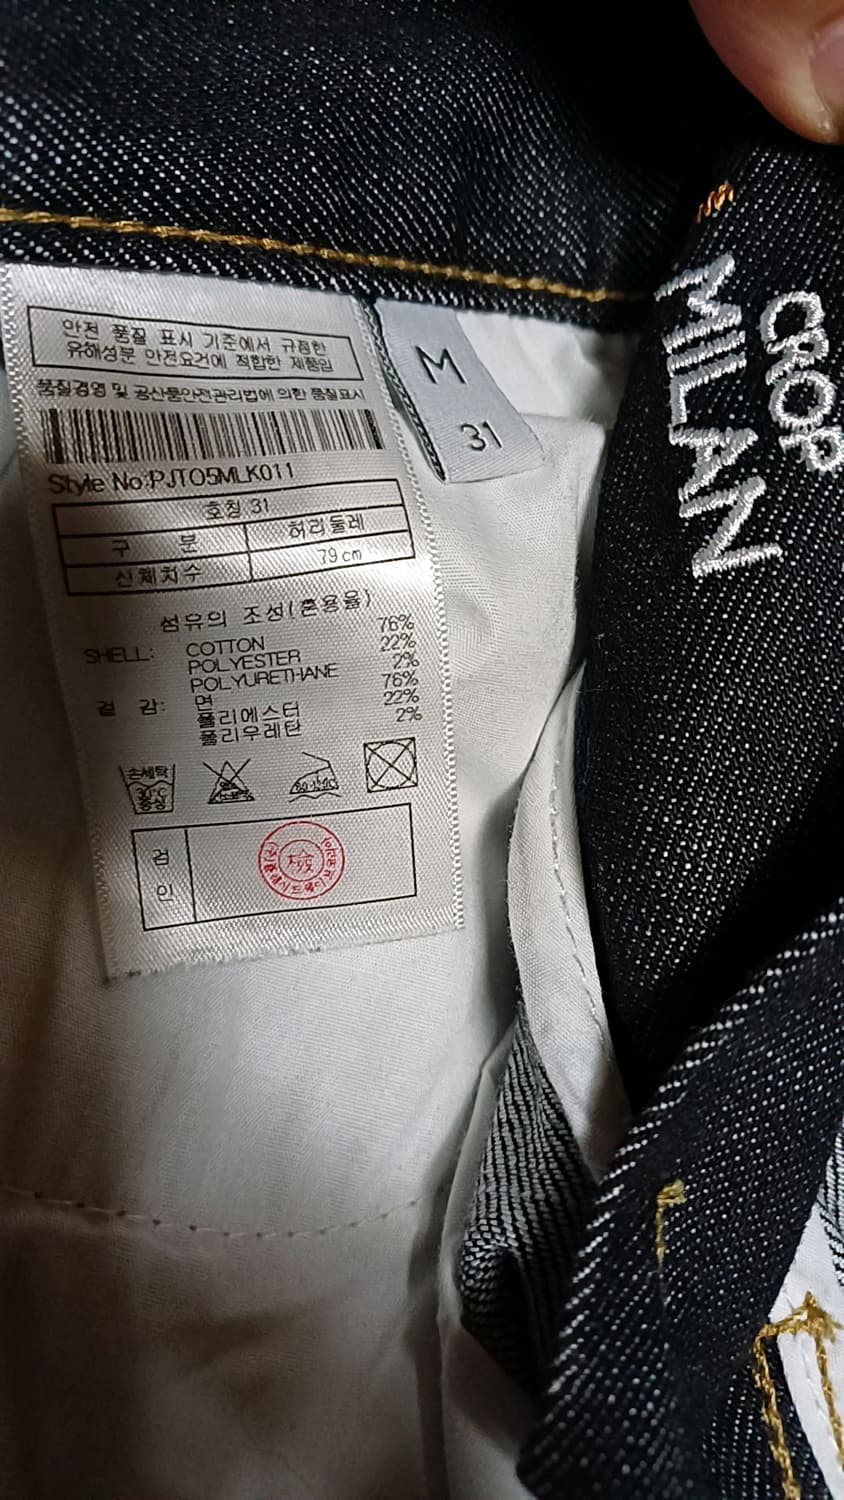 안전 품질 표시 기준에서 규정한
유해성분 안전요건에 적합한 제품임
품질경영 및 공산품안전관리법에 의한 품질표시
Style No:PJTO5MLK011
호칭 31
구 분 허리둘레
신체치수 79cm
섬유의 조성(혼용율)
SHELL: COTTON 76%
POLYESTER 22%
POLYURETHANE 2%
겉 감: 면 76%
폴리에스터 22%
폴리우레탄 2%
손세탁
30°C
중성
검
인
檢
M
31
CROP
MILAN